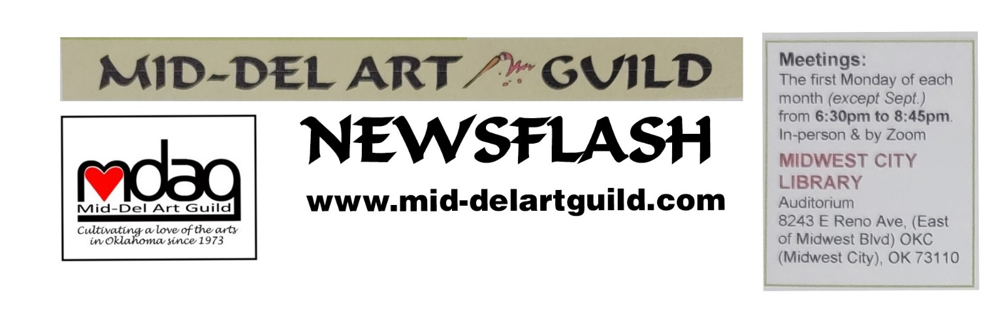 MID-DEL ART GUILD
NEWSFLASH
www.mid-delartguild.com
mdag
Mid-Del Art Guild
Cultivating a love of the arts
in Oklahoma since 1973
Meetings:
The first Monday of each
month (except Sept.)
from 6:30pm to 8:45pm.
In-person & by Zoom
MIDWEST CITY
LIBRARY
Auditorium
8243 E Reno Ave, (East
of Midwest Blvd) OKC
(Midwest City), OK 73110